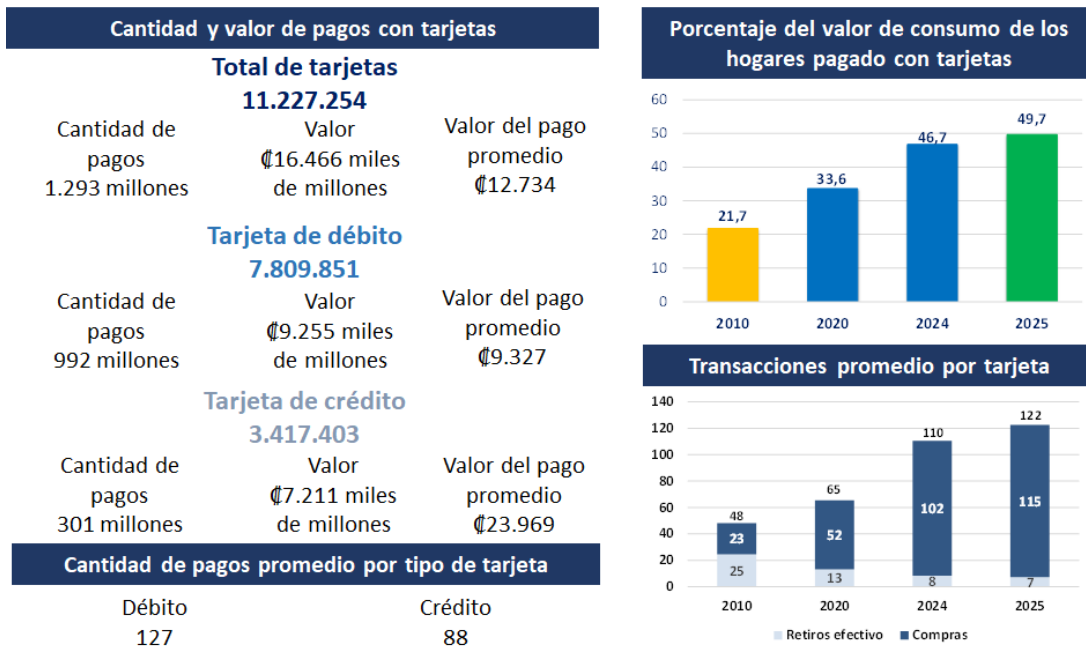 Cantidad y valor de pagos con tarjetas
Total de tarjetas
11.227.254
Cantidad de
pagos
1.293 millones
Valor
₡16.466 miles
de millones
Valor del pago
promedio
₡12.734
Tarjeta de débito
7.809.851
Cantidad de
pagos
992 millones
Valor
₡9.255 miles
de millones
Valor del pago
promedio
₡9.327
Tarjeta de crédito
3.417.403
Cantidad de
pagos
301 millones
Valor
₡7.211 miles
de millones
Valor del pago
promedio
₡23.969
Cantidad de pagos promedio por tipo de tarjeta
Débito
127
Crédito
88
Porcentaje del valor de consumo de los
hogares pagado con tarjetas
60
50
40
30
20
10
0
21,7
33,6
46,7
49,7
2010
2020
2024
2025
Transacciones promedio por tarjeta
140
120
100
80
60
40
20
0
48
23
25
65
52
13
110
102
8
122
115
7
2010
2020
2024
2025
Retiros efectivo
Compras